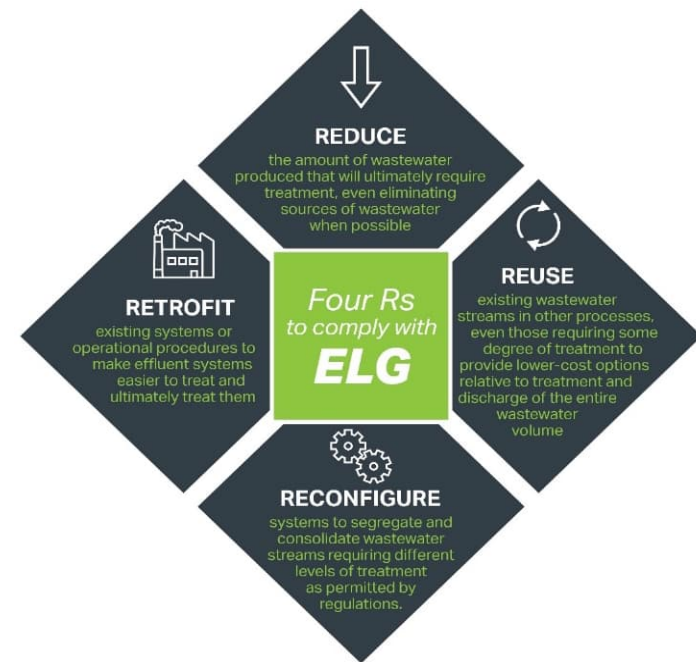 REDUCE
the amount of wastewater
produced that will ultimately require
treatment, even eliminating
sources of wastewater
when possible
RETROFIT
existing systems or
operational procedures to
make effluent systems
easier to treat and
ultimately treat them
Four Rs
to comply with
ELG
REUSE
existing wastewater
streams in other processes,
even those requiring some
degree of treatment to
provide lower-cost options
relative to treatment and
discharge of the entire
wastewater
volume
RECONFIGURE
systems to segregate and
consolidate wastewater
streams requiring different
levels of treatment
as permitted by
regulations.